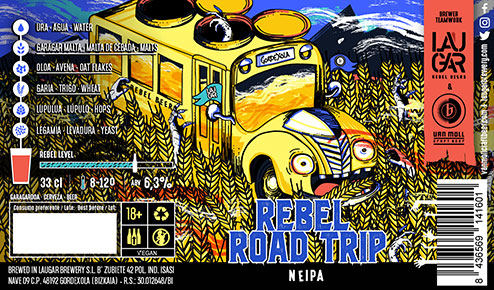 URA - AGUA - WATER
GARAGAR MALTA, MALTA DE CEBADA, MALTS
OLOA - AVENA - OAT FLAKES
GARIA - TRIGO - WHEAT
LUPULUA - LÚPULO - HOPS
LEGAMIA - LEVADURA - YEAST
REBEL LEVEL
33 cl
8-12º
ALV 6,3%
GARAGARDOA - CERVEZA - BEER
Consumo preferente / Lote: Best Before / Lot:
18+
VEGAN
BREWED IN LAUGAR BREWERY S.L. Bº ZUBIETE 42 POL. IND. ISASI
NAVE 09 C.P. 48192 GORDEXOLA (BIZKAIA) - R.S.: 30.012648/BI
GORDEXOLA
REBEL BEERS
REBEL
ROAD TRIP
NEIPA
BREWED
TEAMWORK
LAU
GAR
REBEL BEERS
&
b
VAN MOLL
CRAFT BEER
8 436569 141601